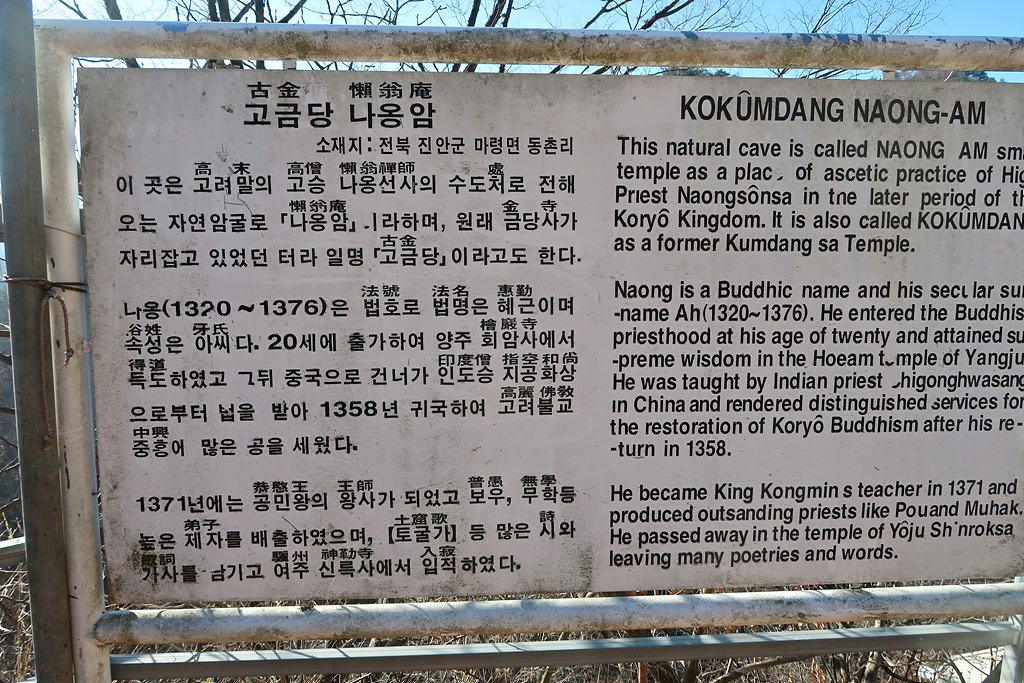 古金 懶翁庵
고금당 나옹암
소재지: 전북 진안군 마령면 동촌리
高 末 高僧 懶翁禪師 處
이 곳은 고려말의 고승 나옹선사의 수도처로 전해
懶翁庵 金 寺
오는 자연암굴로 「나옹암」이라하며, 원래 금당사가
古金
자리잡고 있었던 터라 일명 「고금당」이라고도 한다.
法號 法名 惠勤
나옹(1320~1376)은 법호로 법명은 혜근이며
俗姓 牙氏 檜巖寺
속성은 아씨다. 20세에 출가하여 양주 회암사에서
得道 印度僧 指空和尙
득도하였고 그뒤 중국으로 건너가 인도승 지공화상
高麗 佛敎
으로부터 법을 받아 1358년 귀국하여 고려불교
中興
중흥에 많은 공을 세웠다.
恭愍王 王師 普愚 無學
1371년에는 공민왕의 왕사가 되었고 보우, 무학등
弟子 土窟歌 詩
높은 제자를 배출하였으며, [토굴가] 등 많은 시와
歌詞 驪州 神勒寺 入寂
가사를 남기고 여주 신륵사에서 입적하였다.
KOKÛMDANG NAONG-AM
This natural cave is called NAONG AM sm
temple as a plac of ascetic practice of Hig
Priest Naongsônsa in tne later period of th
Koryô Kingdom. It is also called KOKÛMDAN
as a former Kumdang sa Temple.
Naong is a Buddhic name and his secu lar su
-name Ah(1320~1376). He entered the Buddhis
priesthood at his age of twenty and attained su
-preme wisdom in the Hoeam t mple of Yangju
He was taught by Indian priest higonghwasang
in China and rendered distinguished services for
the restoration of Koryô Buddhism after his re-
-turn in 1358.
He became King Kongmin s teacher in 1371 and
produced outsanding priests like Pou and Muhak.
He passed away in the temple of Yôju Sh nroksa
leaving many poetries and words.